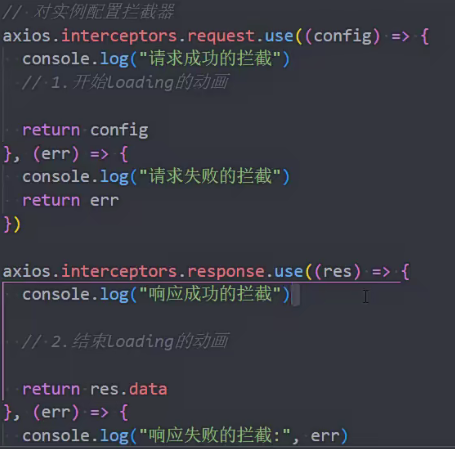 // 对实例配置拦截器
axios.interceptors.request.use((config) => {
  console.log("请求成功的拦截")
  // 1.开始loading的动画
  return config
}, (err) => {
  console.log("请求失败的拦截")
  return err
})
axios.interceptors.response.use((res) => {
  console.log("响应成功的拦截")
  // 2.结束loading的动画
  return res.data
}, (err) => {
  console.log("响应失败的拦截:", err)